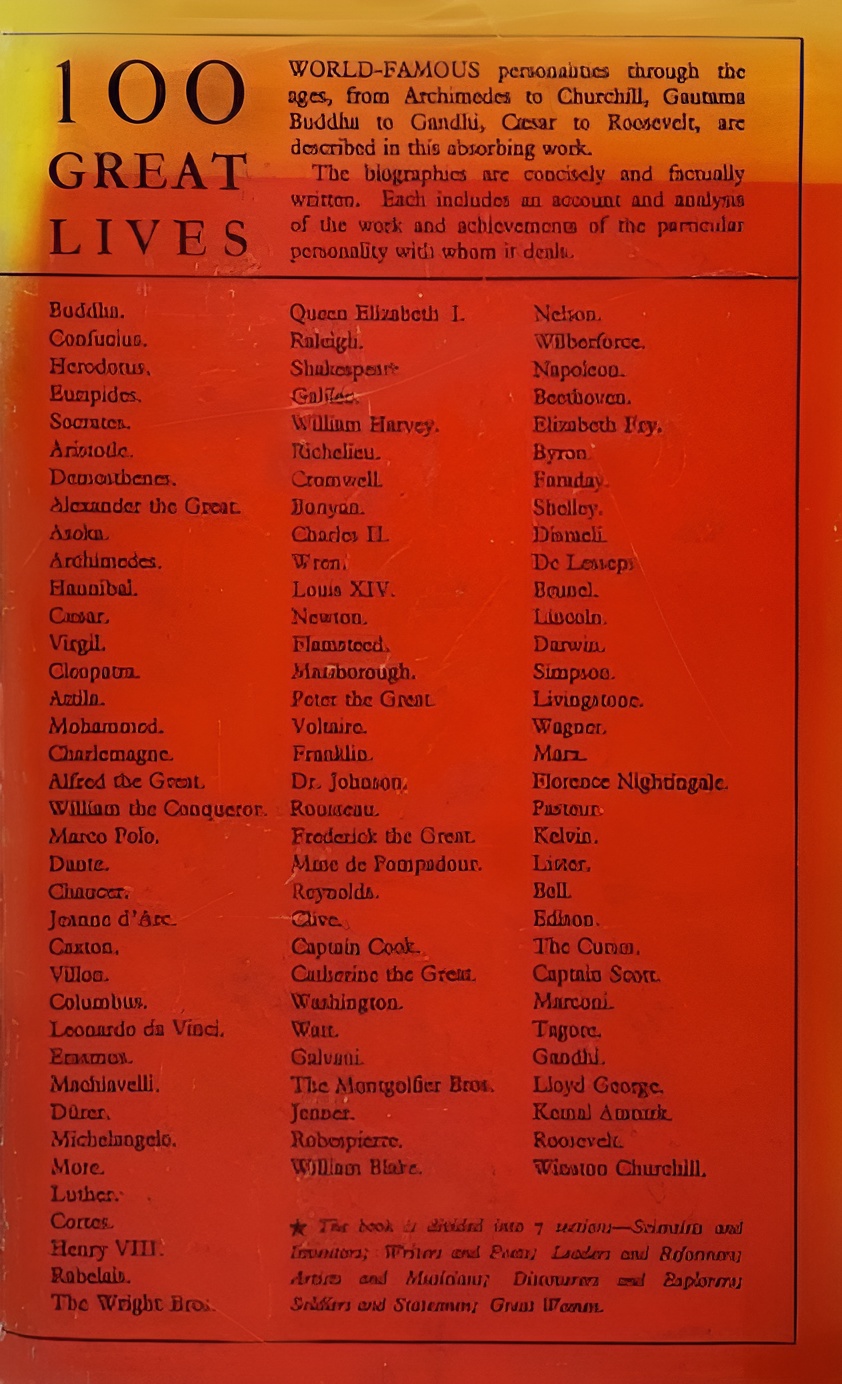 100
GREAT
LIVES
WORLD-FAMOUS personalities through the
ages, from Archimedes to Churchill, Gautama
Buddha to Gandhi, Cæsar to Roosevelt, are
described in this absorbing work.
The biographies are concisely and factually
written. Each includes an account and analysis
of the work and achievements of the particular
personality with whom it deals.
Buddha.
Confucius.
Herodotus.
Euripides.
Socrates.
Aristotle.
Demosthenes.
Alexander the Great.
Asoka.
Archimedes.
Hannibal.
Cæsar.
Virgil.
Cleopatra.
Attila.
Mohammed.
Charlemagne.
Alfred the Great.
William the Conqueror.
Marco Polo.
Dante.
Chaucer.
Jeanne d'Arc.
Caxton.
Villon.
Columbus.
Leonardo da Vinci.
Erasmus.
Machiavelli.
Dürer.
Michelangelo.
More.
Luther.
Cortes.
Henry VIII.
Rabelais.
The Wright Bros.
Queen Elizabeth I.
Raleigh.
Shakespeare
Galileo.
William Harvey.
Richelieu.
Cromwell.
Bunyan.
Charles II.
Wren.
Louis XIV.
Newton.
Flamsteed.
Marlborough.
Peter the Great.
Voltaire.
Franklin.
Dr. Johnson.
Rousseau.
Frederick the Great.
Mme de Pompadour.
Reynolds.
Clive.
Captain Cook.
Catherine the Great.
Washington.
Watt.
Galvani.
The Montgolfier Bros.
Jenner.
Robespierre.
William Blake.
Nelson.
Wilberforce.
Napoleon.
Beethoven.
Elizabeth Fry.
Byron.
Faraday.
Shelley.
Disraeli.
De Lesseps
Brunel.
Lincoln.
Darwin.
Simpson.
Livingstone.
Wagner.
Marx.
Florence Nightingale.
Pasteur.
Kelvin.
Lister.
Bell.
Edison.
The Curies.
Captain Scott.
Marconi.
Tagore.
Gandhi.
Lloyd George.
Kemal Ataturk.
Roosevelt.
Winston Churchill.
★ The book is divided into 7 sections—Scientists and
Inventors; Writers and Poets; Leaders and Reformers;
Artists and Musicians; Discoverers and Explorers;
Soldiers and Statesmen; Great Women.